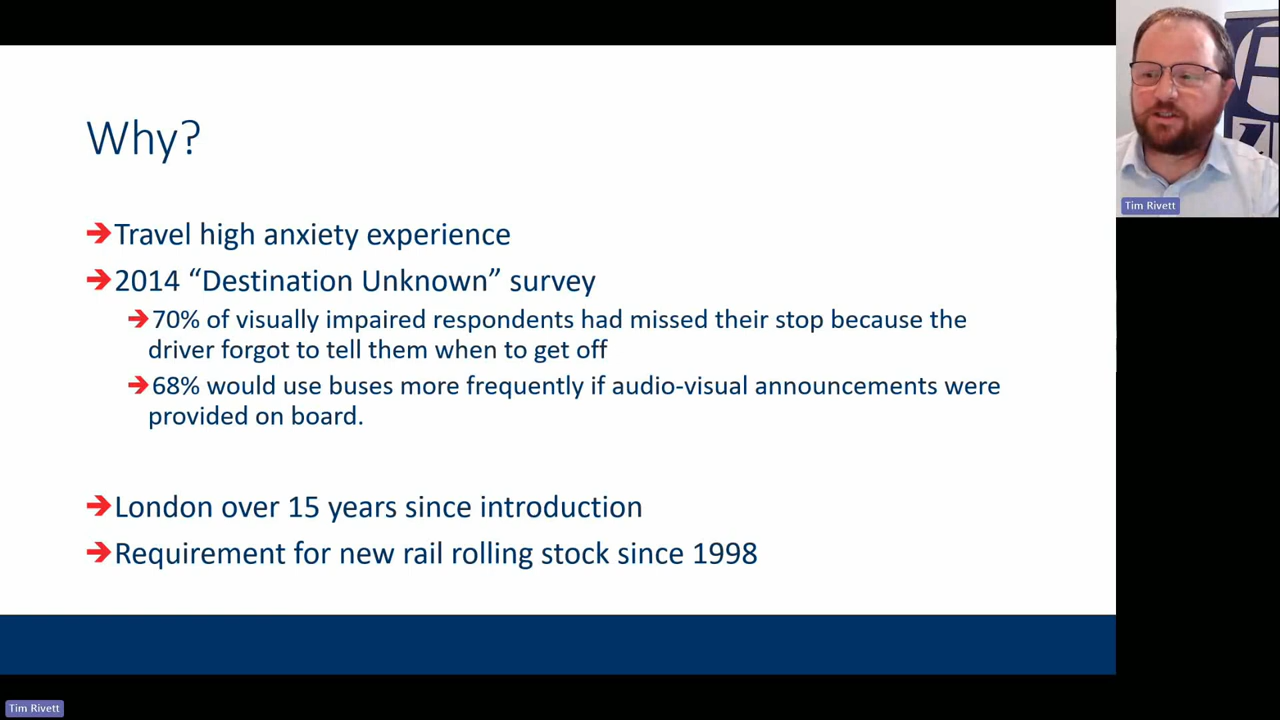 Why?
➔Travel high anxiety experience
➔2014 “Destination Unknown” survey
➔70% of visually impaired respondents had missed their stop because the
driver forgot to tell them when to get off
➔68% would use buses more frequently if audio-visual announcements were
provided on board.
➔London over 15 years since introduction
➔Requirement for new rail rolling stock since 1998
Tim Rivett
Tim Rivett